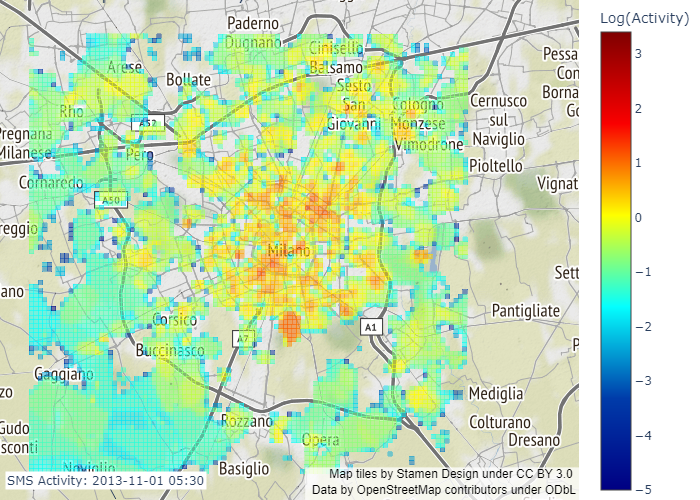 Log(Activity)
Paderno
Dugnano
Cinisello
Balsamo
Arese
Bollate
Sesto
San
Giovanni
Rho
A52
Cologno
Monzese
Cernusco
sul
Naviglio
Pessa
Borna
Pregnana
Milanese
Pero
Vimodrone
Pioltello
Cornaredo
Vignat
A50
reggio
Milano
Sett
ano
Pantigliate
Corsico
A7
A1
Buccinasco
Gaggiano
Mediglia
Rozzano
Colturano
Dresano
Opera
Gudo
sconti
Noviglio
Basiglio
SMS Activity: 2013-11-01 05:30
Map tiles by Stamen Design under CC BY 3.0
Data by OpenStreetMap contributors under ODbL
3
2
1
0
−1
−2
−3
−4
−5